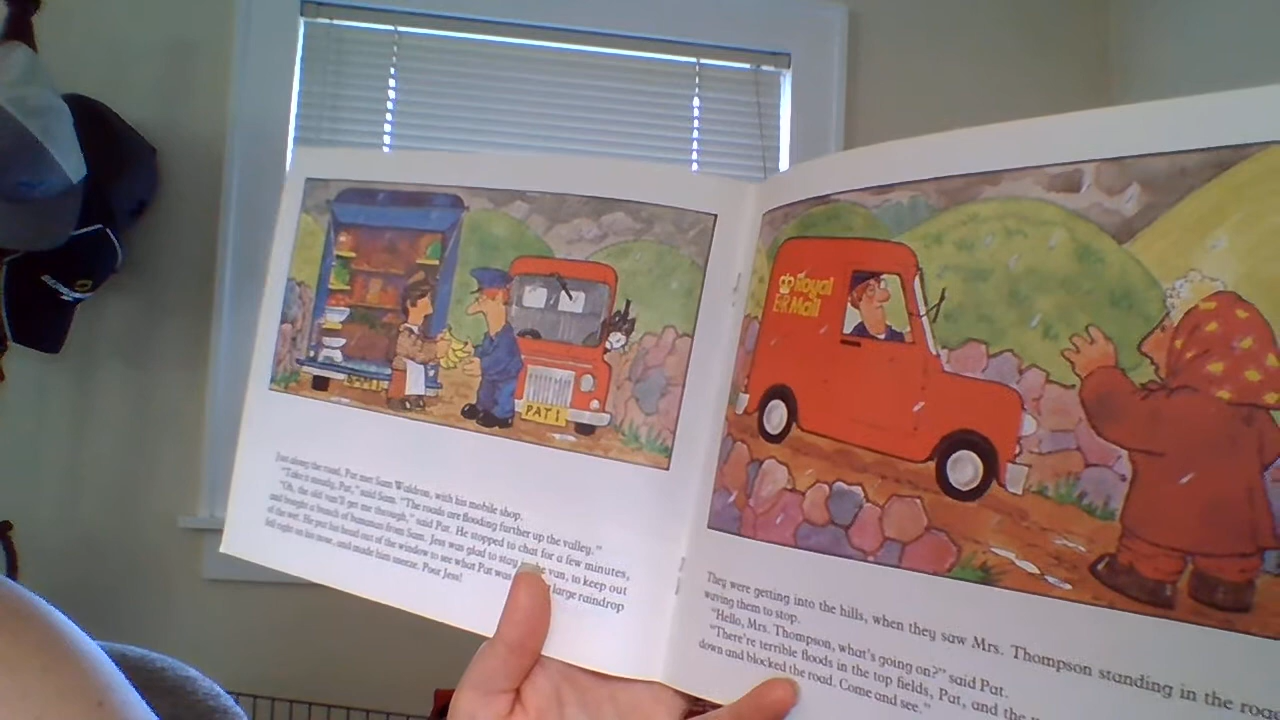 PAT 1
Just along the road, Pat met Sam Waldron, with his mobile shop.
"Take it steady, Pat," said Sam. "The roads are flooding further up the valley."
"Oh, the old van'll get me through," said Pat. He stopped to chat for a few minutes,
and bought a bunch of bananas from Sam. Jess was glad to stay in the van, to keep out
of the wet. He put his head out of the window to see what Pat was large raindrop
fell right on his nose, and made him sneeze. Poor Jess!
Royal
E R Mail
They were getting into the hills, when they saw Mrs. Thompson standing in the road
waving them to stop.
"Hello, Mrs. Thompson, what's going on?" said Pat.
"There're terrible floods in the top fields, Pat, and the
down and blocked the road. Come and see."